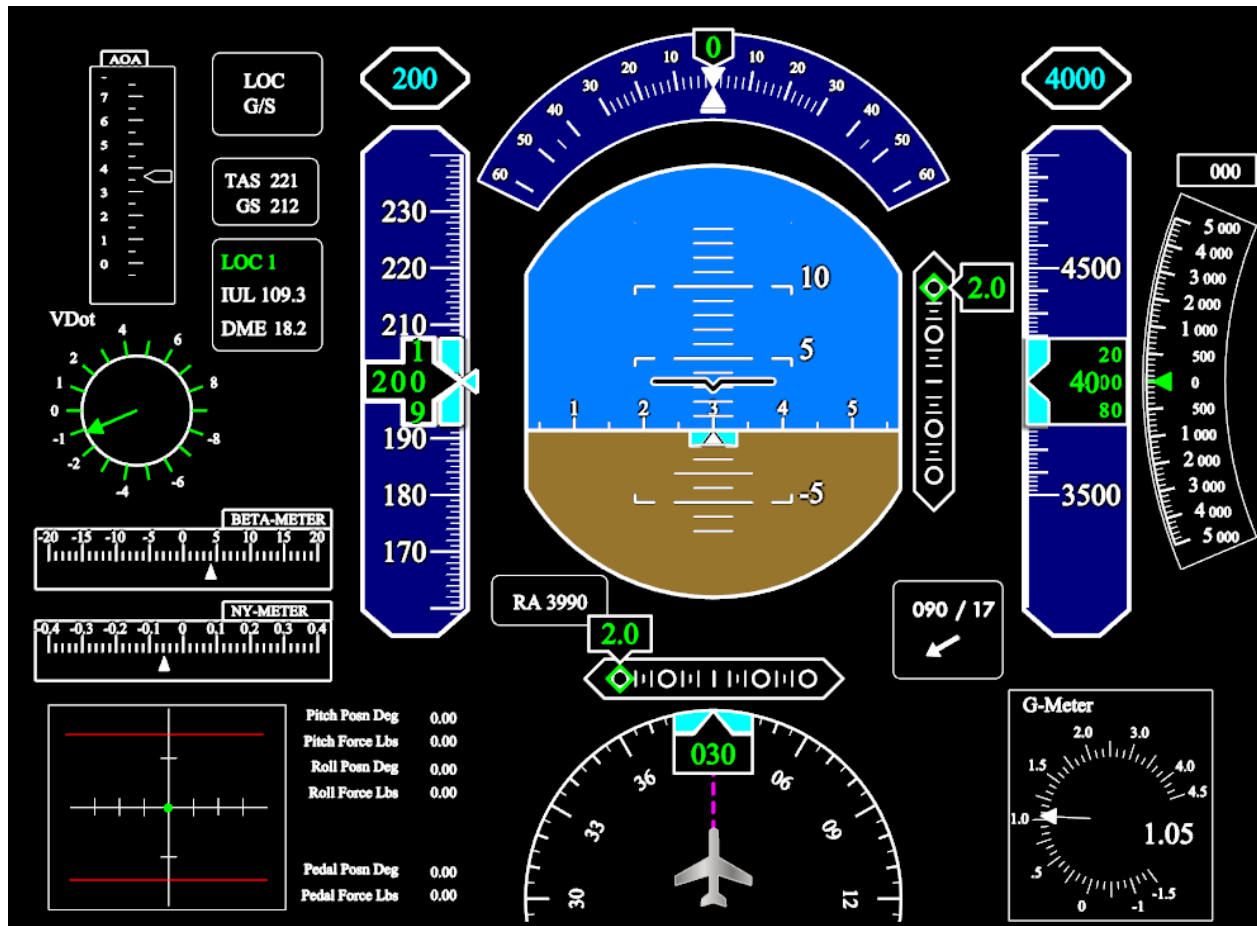 AOA
7
6
5
4
3
2
1
0
LOC
G/S
TAS 221
GS 212
LOC 1
IUL 109.3
DME 18.2
VDot
4
6
2
8
1
0
-1
-8
-2
-6
-4
BETA-METER
-20 -15 -10 -5 0 5 10 15 20
NY-METER
-0.4 -0.3 -0.2 -0.1 0 0.1 0.2 0.3 0.4
Pitch Posn Deg 0.00
Pitch Force Lbs 0.00
Roll Posn Deg 0.00
Roll Force Lbs 0.00
Pedal Posn Deg 0.00
Pedal Force Lbs 0.00
200
230
220
210
1
200
9
190
180
170
0
60 50 40 30 20 10 10 20 30 40 50 60
10
5
1 2 3 4 5
-5
2.0
RA 3990
2.0
030
30 33 36 06 09 12
4000
4500
20
4000
80
3500
000
5 000
4 000
3 000
2 000
1 000
500
0
500
1 000
2 000
3 000
4 000
5 000
090 / 17
G-Meter
2.0 3.0
1.5 4.0
4.5
1.0
1.05
.5
0 -1 -1.5